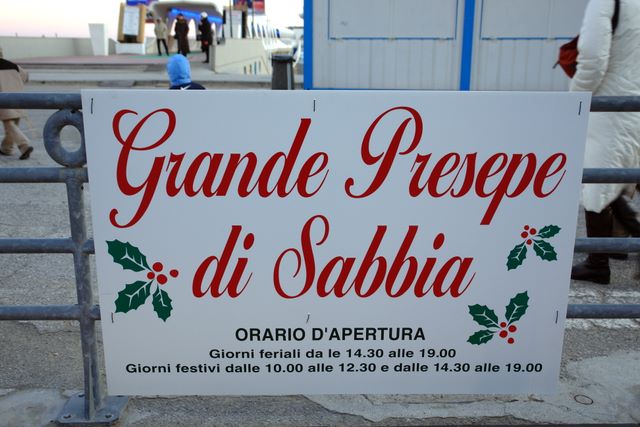 Grande Presepe
di Sabbia
ORARIO D'APERTURA
Giorni feriali da le 14.30 alle 19.00
Giorni festivi dalle 10.00 alle 12.30 e dalle 14.30 alle 19.00